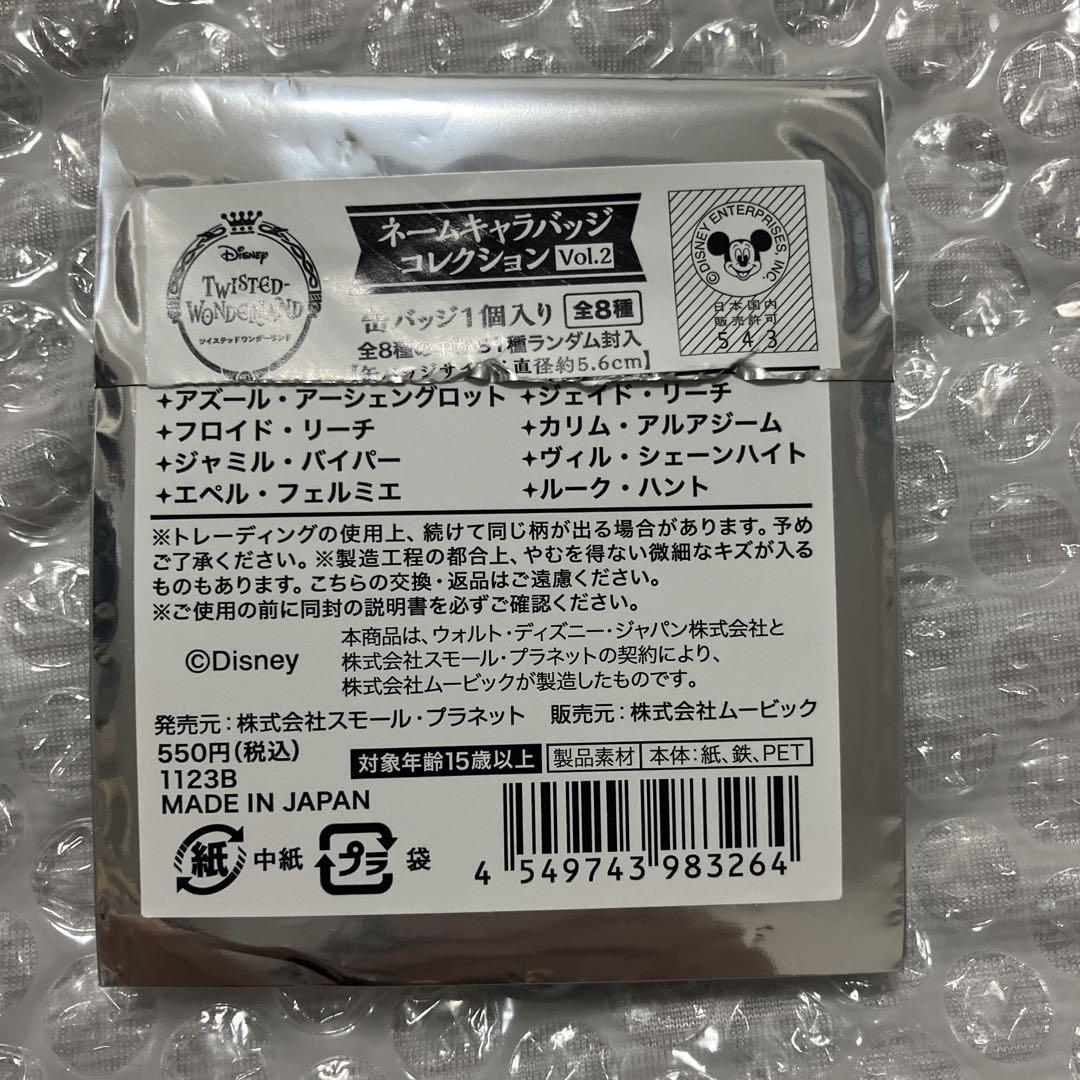 Disney
TWISTED-
WONDERLAND
ツイステッドワンダーランド
ネームキャラバッジ
コレクション Vol.2
缶バッジ1個入り 全8種
全8種の中から1種ランダム封入
【缶バッジサイズ:直径約5.6cm】
©DISNEY ENTERPRISES, INC.
日本国内
販売許可
543
✦アズール・アーシェングロット ✦ジェイド・リーチ
✦フロイド・リーチ ✦カリム・アルアジーム
✦ジャミル・バイパー ✦ヴィル・シェーンハイト
✦エペル・フェルミエ ✦ルーク・ハント
※トレーディングの使用上、続けて同じ柄が出る場合があります。予め
ご了承ください。※製造工程の都合上、やむを得ない微細なキズが入る
ものもあります。こちらの交換・返品はご遠慮ください。
※ご使用の前に同封の説明書を必ずご確認ください。
©Disney
本商品は、ウォルト・ディズニー・ジャパン株式会社と
株式会社スモール・プラネットの契約により、
株式会社ムービックが製造したものです。
発売元:株式会社スモール・プラネット 販売元:株式会社ムービック
550円(税込)
1123B
MADE IN JAPAN
対象年齢15歳以上 製品素材 本体:紙、鉄、PET
紙 中紙 プラ 袋
4 549743 983264